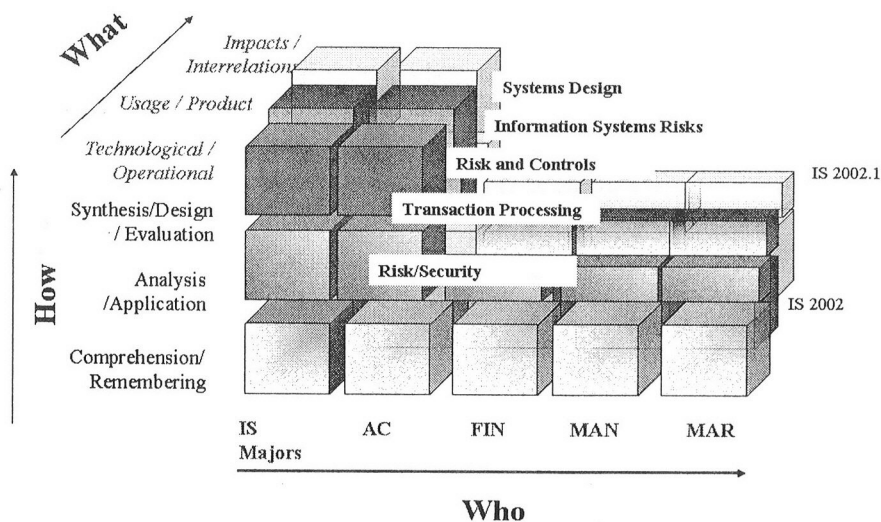 What
Impacts /
Interrelations
Systems Design
Usage / Product
Information Systems Risks
Technological /
Operational
Risk and Controls
IS 2002.1
Synthesis/Design
/ Evaluation
Transaction Processing
How
Analysis
/Application
Risk/Security
IS 2002
Comprehension/
Remembering
IS
Majors
AC
FIN
MAN
MAR
Who